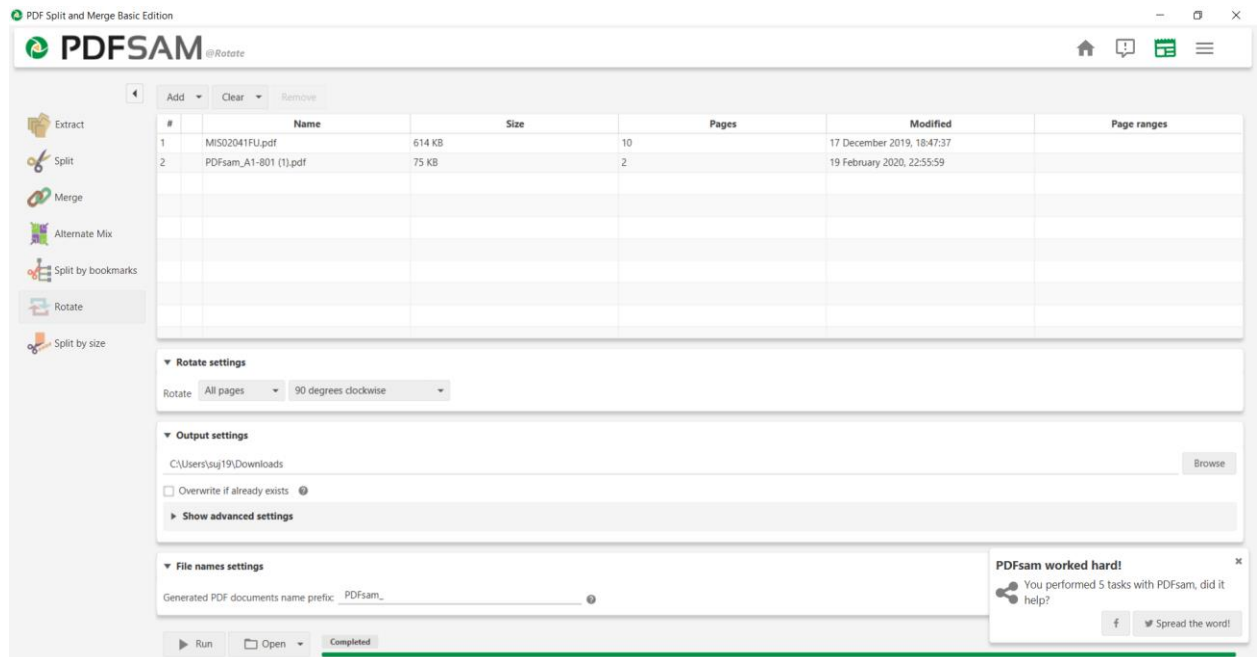 PDF Split and Merge Basic Edition
PDFSAM @Rotate
Add Clear Remove
Extract
Split
Merge
Alternate Mix
Split by bookmarks
Rotate
Split by size
# Name Size Pages Modified Page ranges
1 MIS02041FU.pdf 614 KB 10 17 December 2019, 18:47:37
2 PDFsam_A1-801 (1).pdf 75 KB 2 19 February 2020, 22:55:59
Rotate settings
Rotate All pages 90 degrees clockwise
Output settings
C:\Users\suj19\Downloads Browse
Overwrite if already exists ?
Show advanced settings
File names settings
Generated PDF documents name prefix: PDFsam_ ?
PDFsam worked hard!
You performed 5 tasks with PDFsam, did it
help?
f Spread the word!
Run Open Completed